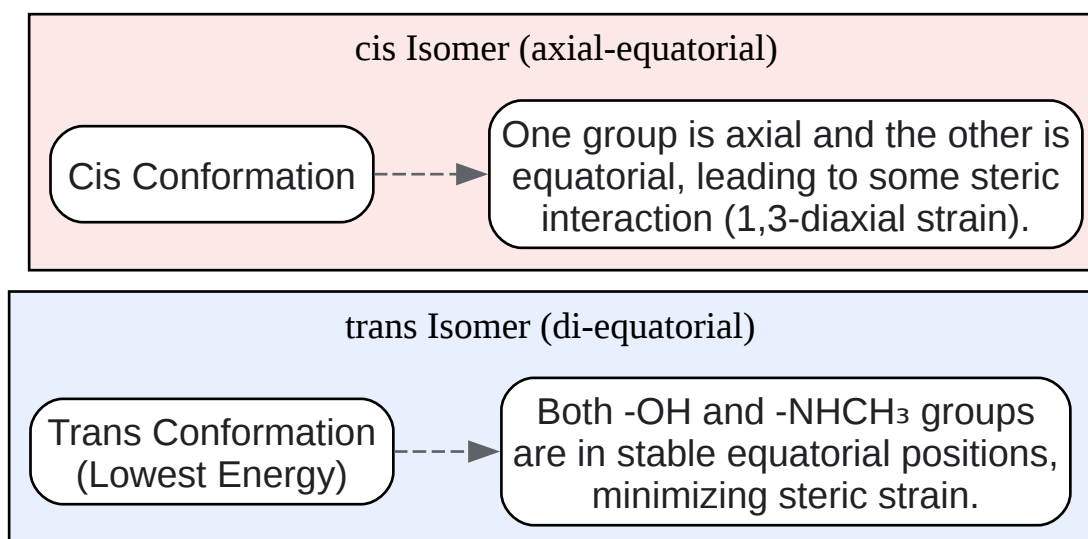 cis Isomer (axial-equatorial)
Cis Conformation
One group is axial and the other is
equatorial, leading to some steric
interaction (1,3-diaxial strain).
trans Isomer (di-equatorial)
Trans Conformation
(Lowest Energy)
Both -OH and -NHCH₃ groups
are in stable equatorial positions,
minimizing steric strain.